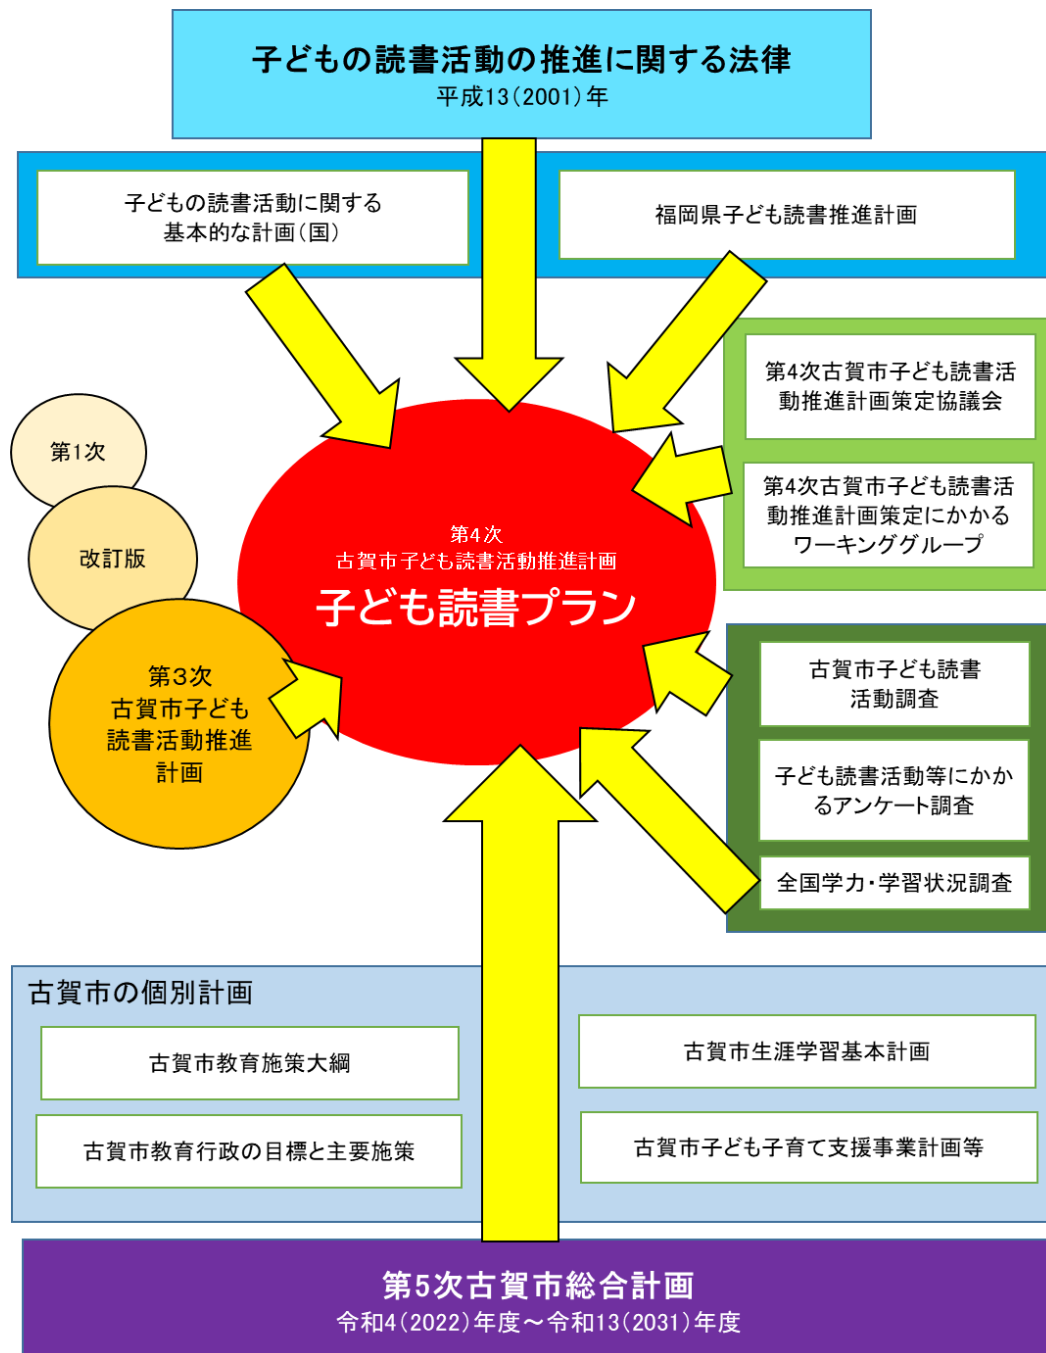 子どもの読書活動の推進に関する法律
平成13(2001)年
子どもの読書活動に関する
基本的な計画(国)
福岡県子ども読書推進計画
第4次古賀市子ども読書活
動推進計画策定協議会
第4次古賀市子ども読書活
動推進計画策定にかかる
ワーキンググループ
第1次
改訂版
第3次
古賀市子ども
読書活動推進
計画
第4次
古賀市子ども読書活動推進計画
子ども読書プラン
古賀市子ども読書
活動調査
子ども読書活動等にかか
るアンケート調査
全国学力・学習状況調査
古賀市の個別計画
古賀市教育施策大綱
古賀市生涯学習基本計画
古賀市教育行政の目標と主要施策
古賀市子ども子育て支援事業計画等
第5次古賀市総合計画
令和4(2022)年度～令和13(2031)年度